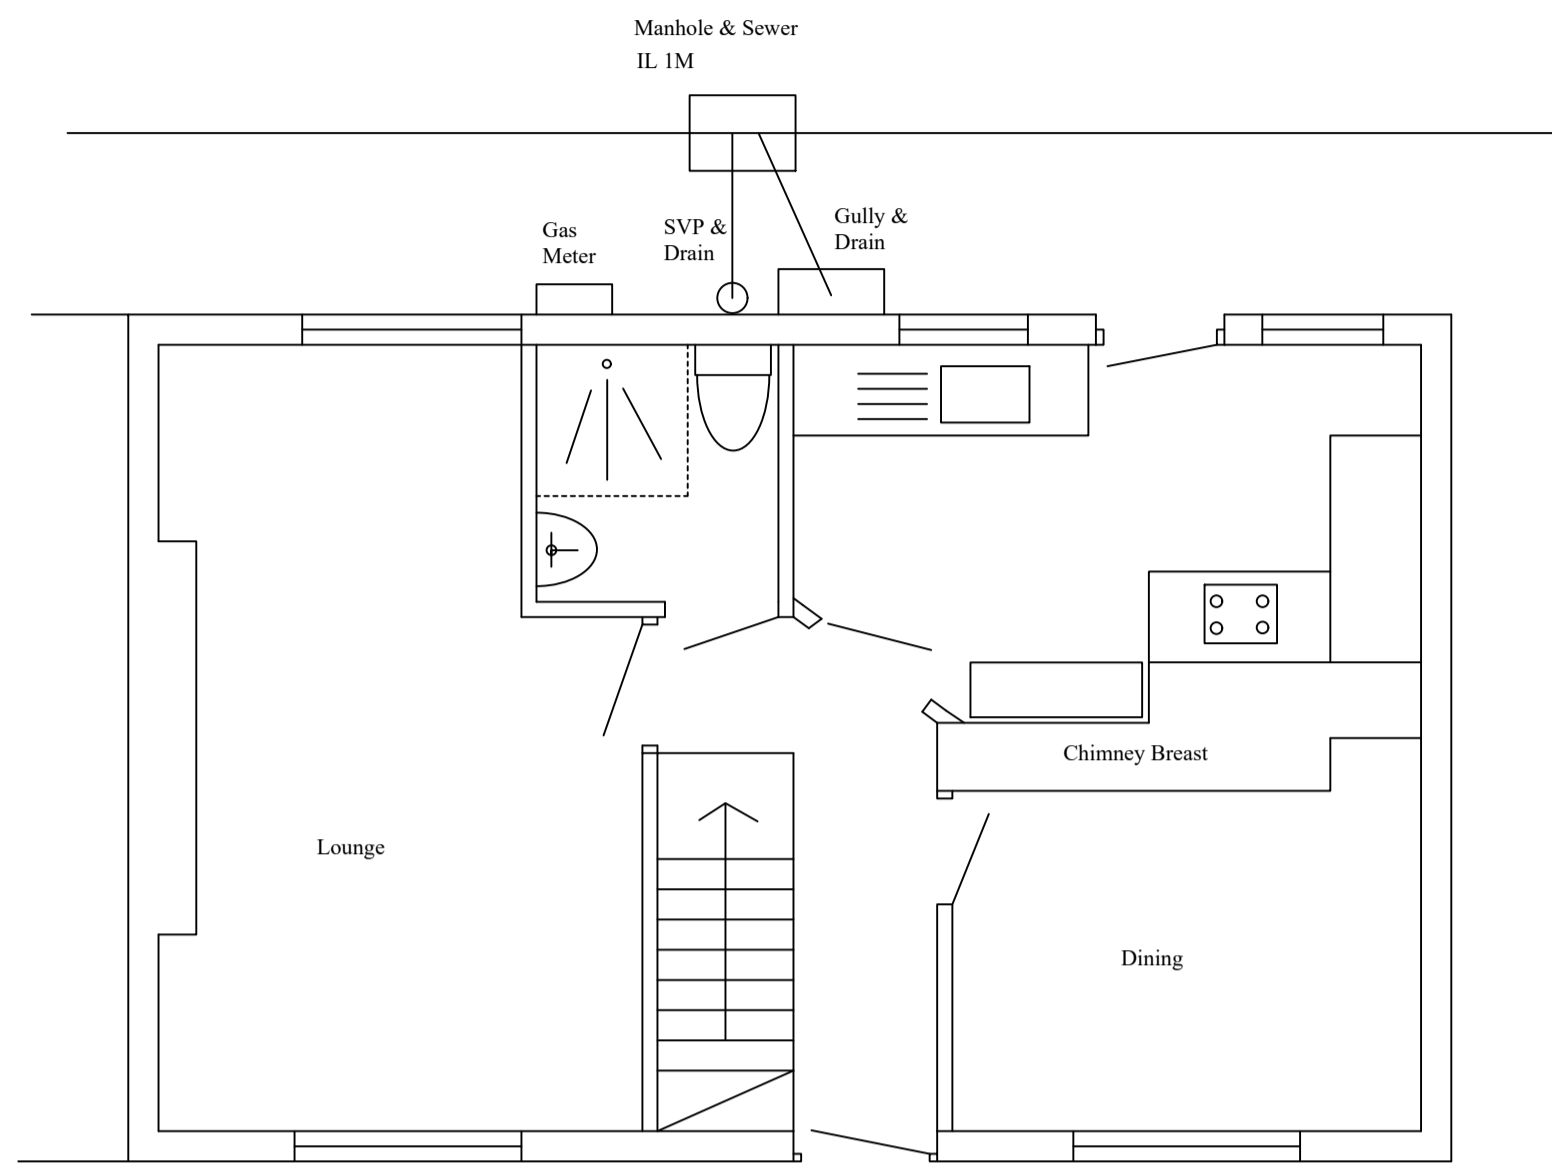 Manhole & Sewer
IL 1M
Gas
Meter
SVP &
Drain
Gully &
Drain
Chimney Breast
Lounge
Dining